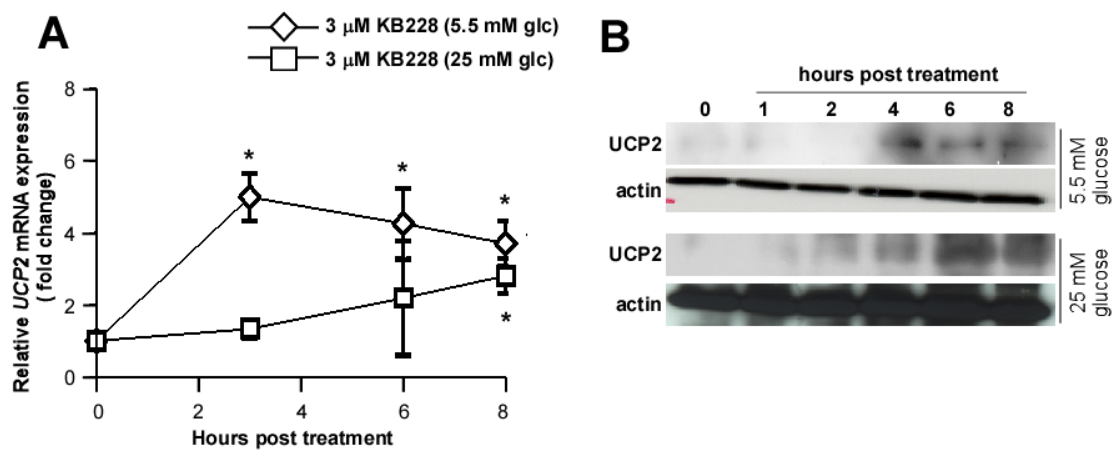 A
3 μM KB228 (5.5 mM glc)
3 μM KB228 (25 mM glc)
Relative UCP2 mRNA expression
( fold change)
8
6
4
2
0
*
*
*
*
0 2 4 6 8
Hours post treatment
B
hours post treatment
0 1 2 4 6 8
UCP2
actin
5.5 mM
glucose
UCP2
actin
25 mM
glucose